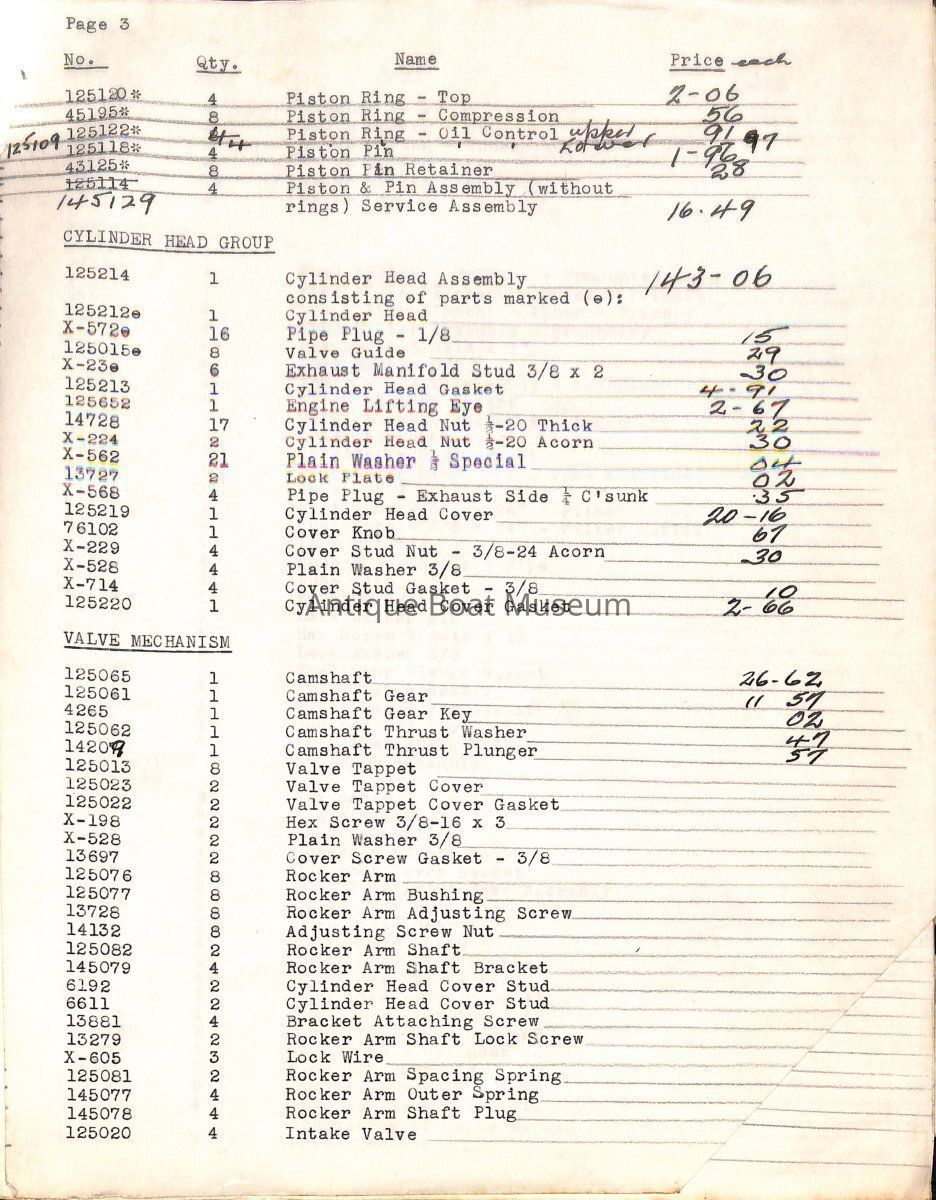 Page 3
No. Qty. Name Price each
125120* 4 Piston Ring - Top 2-06
45195* 8 Piston Ring - Compression 56
125122* 4 Piston Ring - Oil Control upper 91
125109 4 " " Lower 97
125118* 4 Piston Pin 1-96
43125* 8 Piston Pin Retainer 28
125114 4 Piston & Pin Assembly (without
145129 rings) Service Assembly 16.49
CYLINDER HEAD GROUP
125214 1 Cylinder Head Assembly 143-06
consisting of parts marked (e):
125212e 1 Cylinder Head
X-572e 16 Pipe Plug - 1/8 15
125015e 8 Valve Guide 29
X-23e 6 Exhaust Manifold Stud 3/8 x 2 30
125213 1 Cylinder Head Gasket 4-91
125652 1 Engine Lifting Eye 2-67
14728 17 Cylinder Head Nut ½-20 Thick 22
X-224 2 Cylinder Head Nut ½-20 Acorn 30
X-562 21 Plain Washer ½ Special 04
13727 2 Lock Plate 02
X-568 4 Pipe Plug - Exhaust Side ¼ C'sunk .35
125219 1 Cylinder Head Cover 20-16
76102 1 Cover Knob 67
X-229 4 Cover Stud Nut - 3/8-24 Acorn 30
X-528 4 Plain Washer 3/8
X-714 4 Cover Stud Gasket - 3/8 10
125220 1 Cylinder Head Cover Gasket 2-66
Antique Boat Museum
VALVE MECHANISM
125065 1 Camshaft 26-62
125061 1 Camshaft Gear 11 57
4265 1 Camshaft Gear Key 02
125062 1 Camshaft Thrust Washer 47
14209 1 Camshaft Thrust Plunger 57
125013 8 Valve Tappet
125023 2 Valve Tappet Cover
125022 2 Valve Tappet Cover Gasket
X-198 2 Hex Screw 3/8-16 x 3
X-528 2 Plain Washer 3/8
13697 2 Cover Screw Gasket - 3/8
125076 8 Rocker Arm
125077 8 Rocker Arm Bushing
13728 8 Rocker Arm Adjusting Screw
14132 8 Adjusting Screw Nut
125082 2 Rocker Arm Shaft
145079 4 Rocker Arm Shaft Bracket
6192 2 Cylinder Head Cover Stud
6611 2 Cylinder Head Cover Stud
13881 4 Bracket Attaching Screw
13279 2 Rocker Arm Shaft Lock Screw
X-605 3 Lock Wire
125081 2 Rocker Arm Spacing Spring
145077 4 Rocker Arm Outer Spring
145078 4 Rocker Arm Shaft Plug
125020 4 Intake Valve